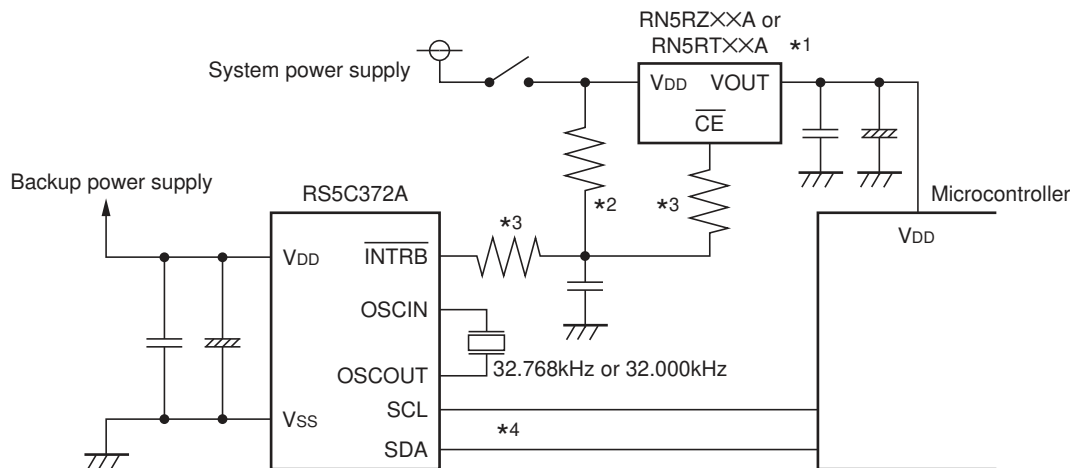 RN5RZ××A or
RN5RT××A *1
System power supply
VDD VOUT
CE
Backup power supply
RS5C372A
*2
*3
Microcontroller
*3
VDD
VDD
INTRB
OSCIN
OSCOUT
32.768kHz or 32.000kHz
VSS
SCL
*4
SDA